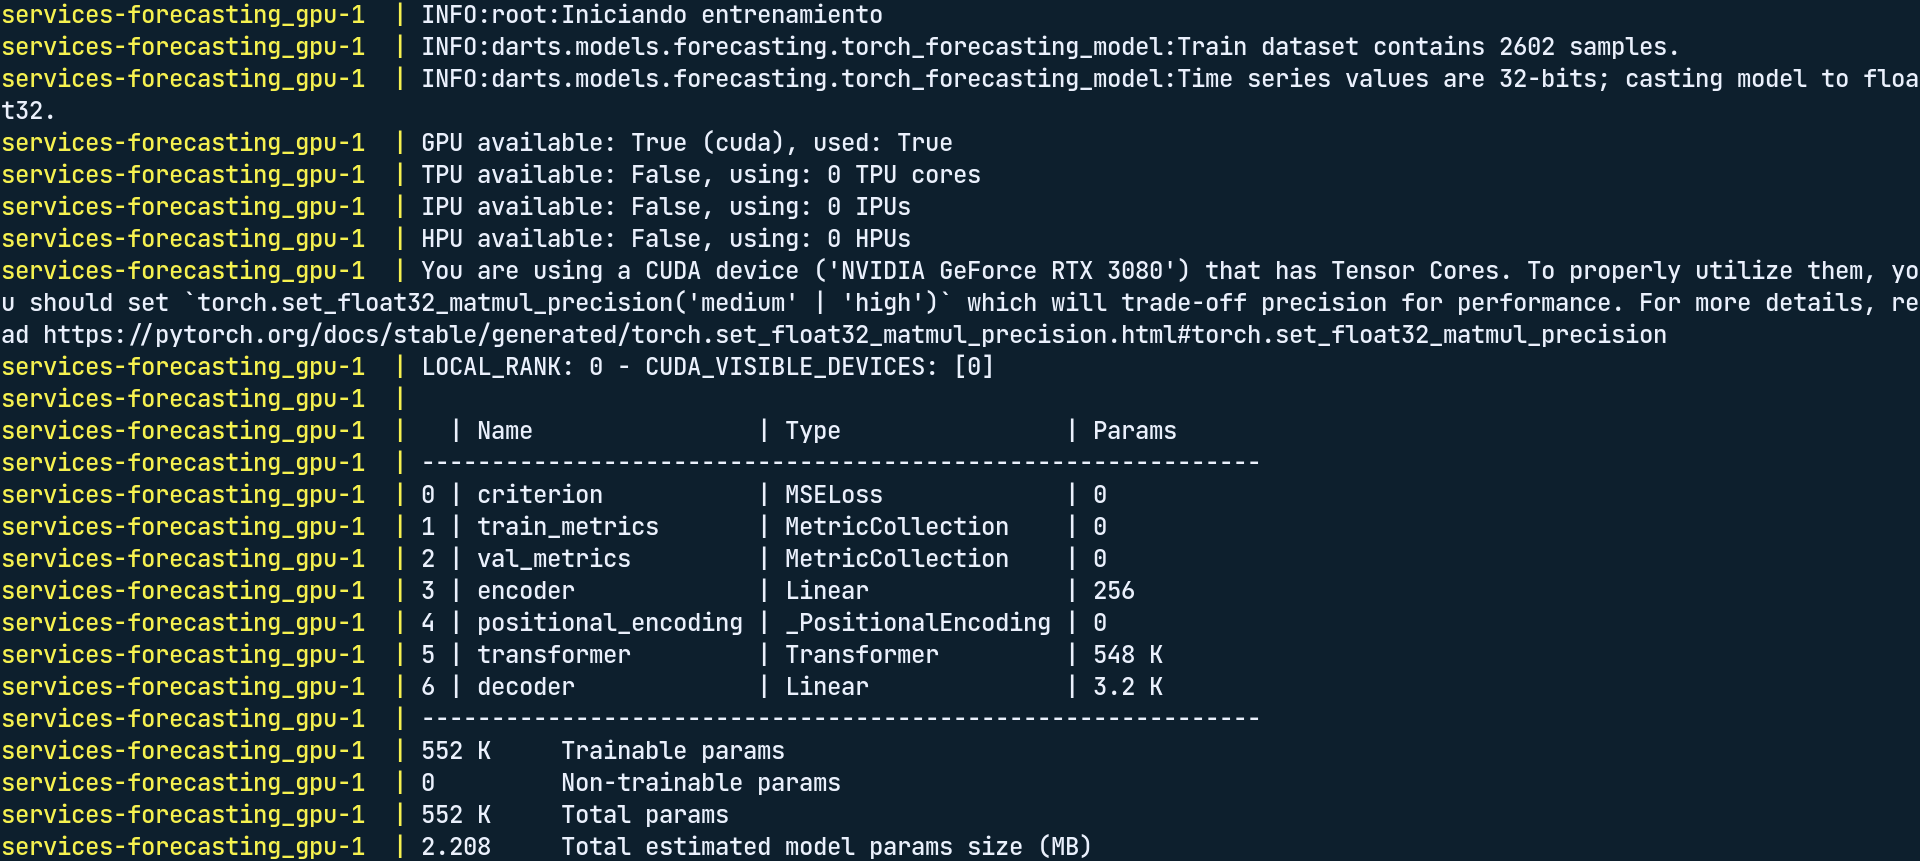 services-forecasting_gpu-1  | INFO:root:Iniciando entrenamiento
services-forecasting_gpu-1  | INFO:darts.models.forecasting.torch_forecasting_model:Train dataset contains 2602 samples.
services-forecasting_gpu-1  | INFO:darts.models.forecasting.torch_forecasting_model:Time series values are 32-bits; casting model to floa
t32.
services-forecasting_gpu-1  | GPU available: True (cuda), used: True
services-forecasting_gpu-1  | TPU available: False, using: 0 TPU cores
services-forecasting_gpu-1  | IPU available: False, using: 0 IPUs
services-forecasting_gpu-1  | HPU available: False, using: 0 HPUs
services-forecasting_gpu-1  | You are using a CUDA device ('NVIDIA GeForce RTX 3080') that has Tensor Cores. To properly utilize them, yo
u should set `torch.set_float32_matmul_precision('medium' | 'high')` which will trade-off precision for performance. For more details, re
ad https://pytorch.org/docs/stable/generated/torch.set_float32_matmul_precision.html#torch.set_float32_matmul_precision
services-forecasting_gpu-1  | LOCAL_RANK: 0 - CUDA_VISIBLE_DEVICES: [0]
services-forecasting_gpu-1  |
services-forecasting_gpu-1  |   | Name                | Type                | Params
services-forecasting_gpu-1  | ------------------------------------------------------------
services-forecasting_gpu-1  | 0 | criterion           | MSELoss             | 0
services-forecasting_gpu-1  | 1 | train_metrics       | MetricCollection    | 0
services-forecasting_gpu-1  | 2 | val_metrics         | MetricCollection    | 0
services-forecasting_gpu-1  | 3 | encoder             | Linear              | 256
services-forecasting_gpu-1  | 4 | positional_encoding | _PositionalEncoding | 0
services-forecasting_gpu-1  | 5 | transformer         | Transformer         | 548 K
services-forecasting_gpu-1  | 6 | decoder             | Linear              | 3.2 K
services-forecasting_gpu-1  | ------------------------------------------------------------
services-forecasting_gpu-1  | 552 K     Trainable params
services-forecasting_gpu-1  | 0         Non-trainable params
services-forecasting_gpu-1  | 552 K     Total params
services-forecasting_gpu-1  | 2.208     Total estimated model params size (MB)